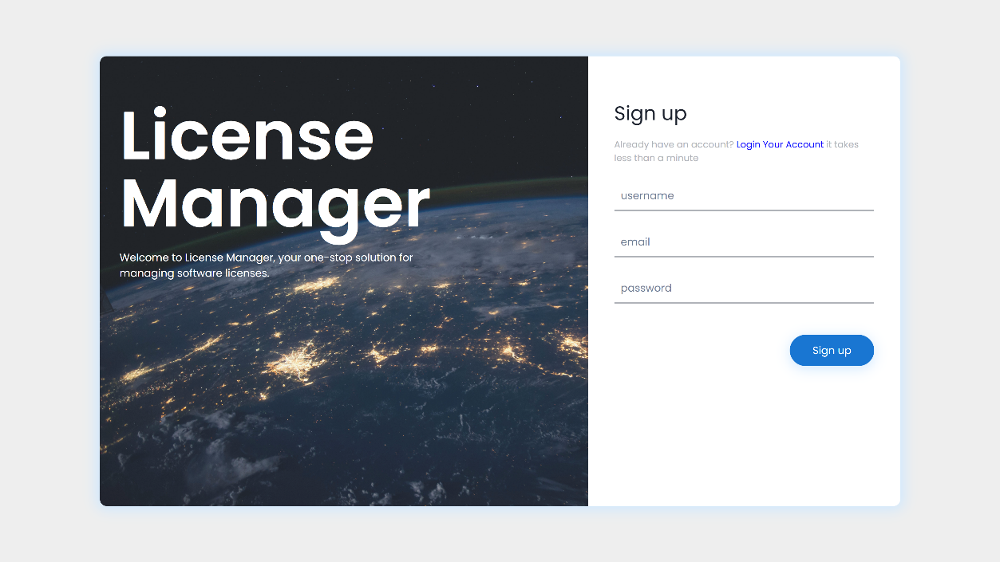 License
Manager
Welcome to License Manager, your one-stop solution for
managing software licenses.
Sign up
Already have an account? Login Your Account it takes
less than a minute
username
email
password
Sign up